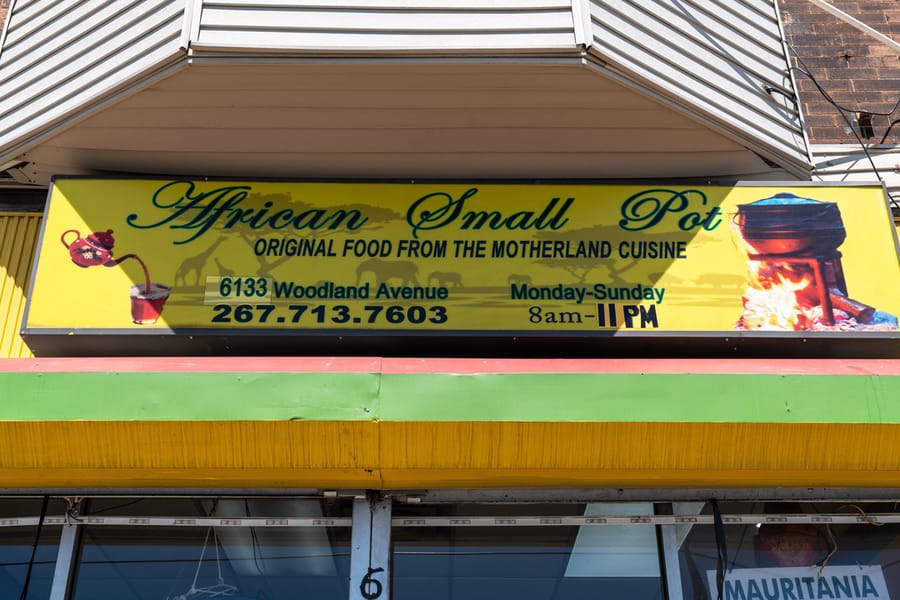 African Small Pot
ORIGINAL FOOD FROM THE MOTHERLAND CUISINE
6133 Woodland Avenue
267.713.7603
Monday-Sunday
8am-11PM
6
MAURITANIA